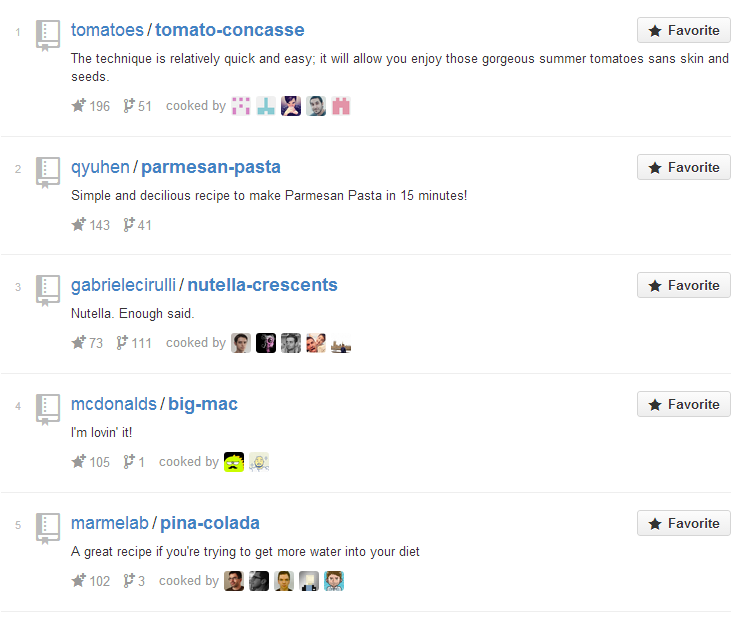 1 tomatoes / tomato-concasse Favorite
The technique is relatively quick and easy; it will allow you enjoy those gorgeous summer tomatoes sans skin and
seeds.
196 51 cooked by
2 qyuhen / parmesan-pasta Favorite
Simple and decilious recipe to make Parmesan Pasta in 15 minutes!
143 41
3 gabrielecirulli / nutella-crescents Favorite
Nutella. Enough said.
73 111 cooked by
4 mcdonalds / big-mac Favorite
I'm lovin' it!
105 1 cooked by
5 marmelab / pina-colada Favorite
A great recipe if you're trying to get more water into your diet
102 3 cooked by